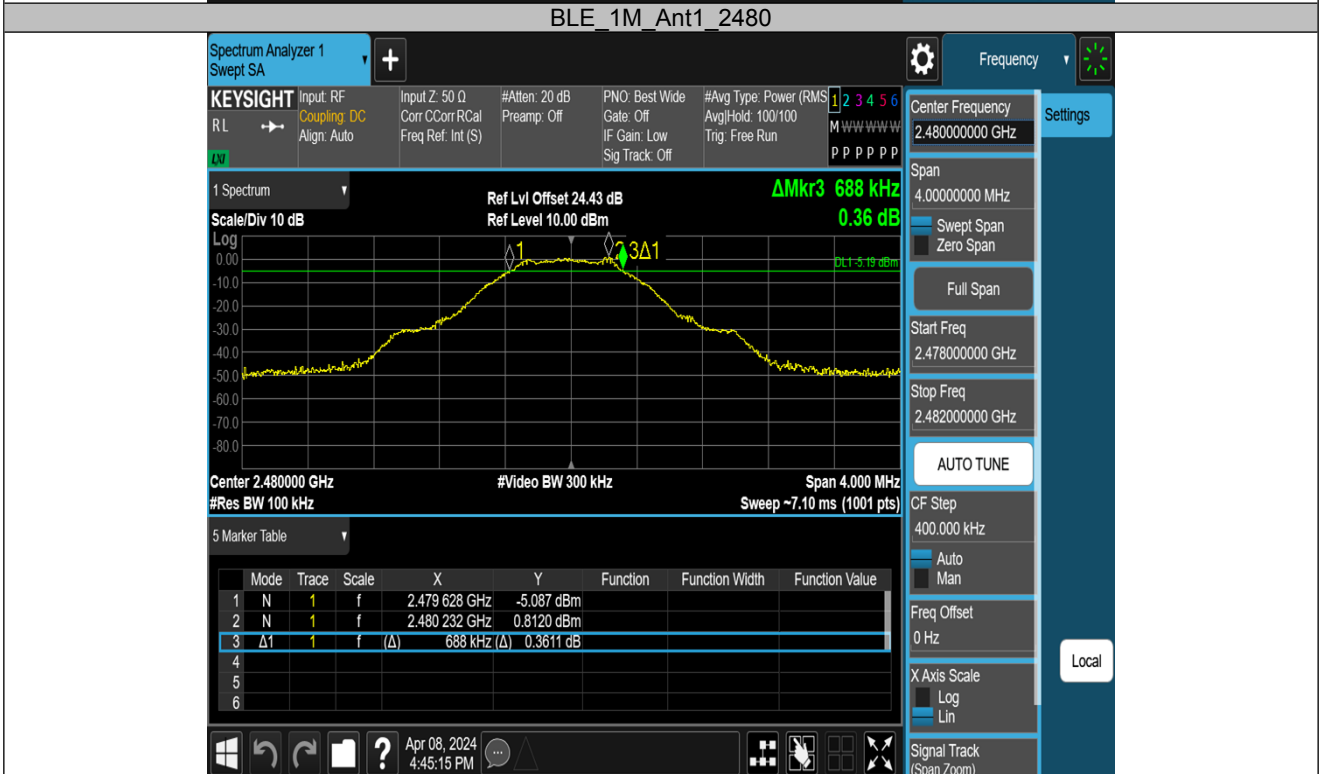 BLE_1M_Ant1_2480
Spectrum Analyzer 1
Swept SA
Frequency
KEYSIGHT
RL
LXI
Input: RF
Coupling: DC
Align: Auto
Input Z: 50 Ω
Corr CCorr RCal
Freq Ref: Int (S)
#Atten: 20 dB
Preamp: Off
PNO: Best Wide
Gate: Off
IF Gain: Low
Sig Track: Off
#Avg Type: Power (RMS
Avg|Hold: 100/100
Trig: Free Run
1 2 3 4 5 6
M W W W W W
P P P P P P
Center Frequency
2.480000000 GHz
Settings
Span
4.00000000 MHz
Swept Span
Zero Span
Full Span
Start Freq
2.478000000 GHz
Stop Freq
2.482000000 GHz
AUTO TUNE
CF Step
400.000 kHz
Auto
Man
Freq Offset
0 Hz
X Axis Scale
Log
Lin
Signal Track
(Span Zoom)
Local
1 Spectrum
Scale/Div 10 dB
Ref Lvl Offset 24.43 dB
Ref Level 10.00 dBm
ΔMkr3 688 kHz
0.36 dB
Log
1
2
3Δ1
0.00
DL1 -5.19 dBm
-10.0
-20.0
-30.0
-40.0
-50.0
-60.0
-70.0
-80.0
Center 2.480000 GHz
#Video BW 300 kHz
Span 4.000 MHz
#Res BW 100 kHz
Sweep ~7.10 ms (1001 pts)
5 Marker Table
Mode Trace Scale X Y Function Function Width Function Value
1 N 1 f 2.479 628 GHz -5.087 dBm
2 N 1 f 2.480 232 GHz 0.8120 dBm
3 Δ1 1 f (Δ) 688 kHz (Δ) 0.3611 dB
4
5
6
?
Apr 08, 2024
4:45:15 PM